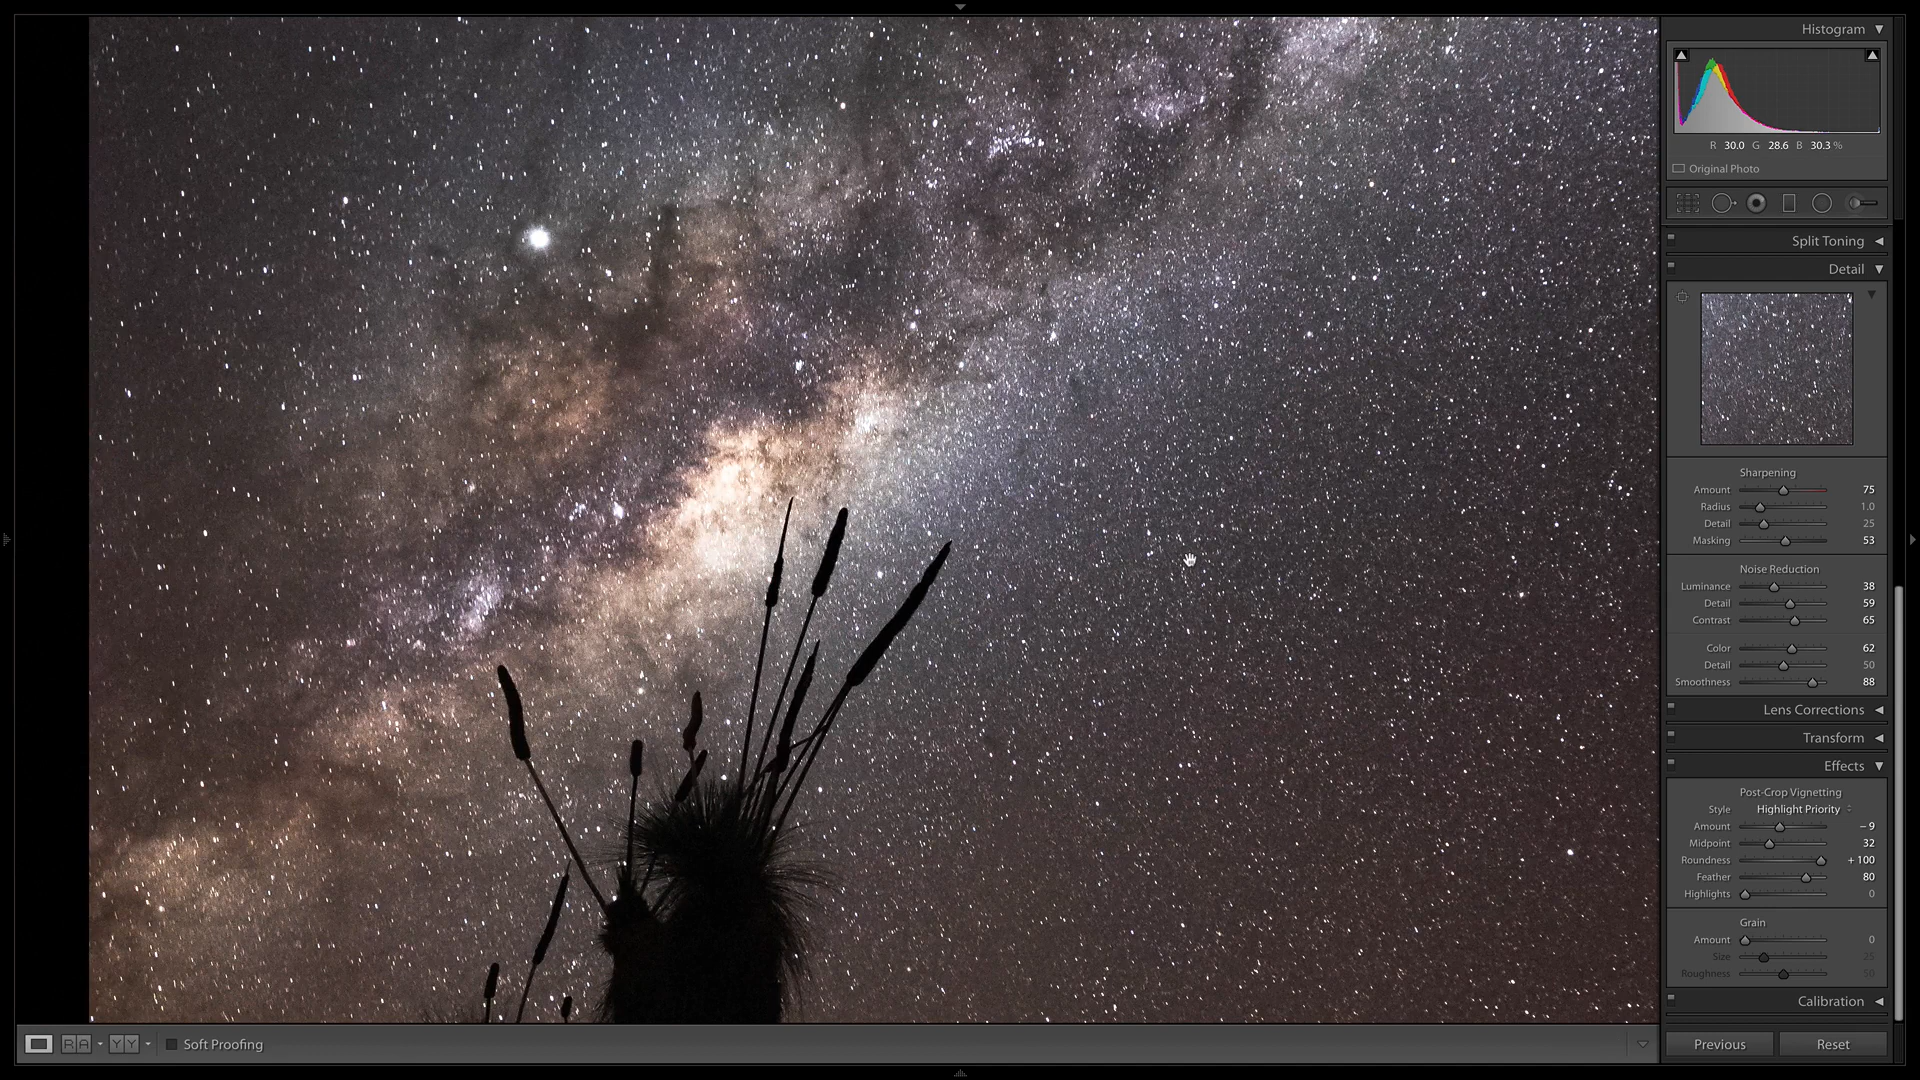 Histogram
R 30.0 G 28.6 B 30.3 %
Original Photo
Split Toning
Detail
Sharpening
Amount 75
Radius 1.0
Detail 25
Masking 53
Noise Reduction
Luminance 38
Detail 59
Contrast 65
Color 62
Detail 50
Smoothness 88
Lens Corrections
Transform
Effects
Post-Crop Vignetting
Style Highlight Priority
Amount – 9
Midpoint 32
Roundness + 100
Feather 80
Highlights 0
Grain
Amount 0
Size 25
Roughness 50
Calibration
R A Y Y Soft Proofing
Previous Reset